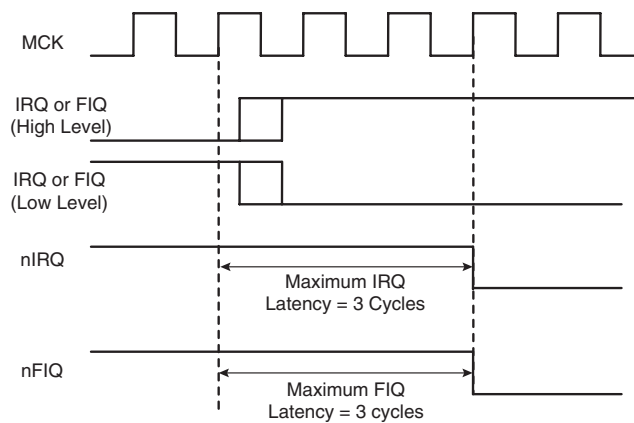 MCK
IRQ or FIQ
(High Level)
IRQ or FIQ
(Low Level)
nIRQ
Maximum IRQ
Latency = 3 Cycles
nFIQ
Maximum FIQ
Latency = 3 cycles